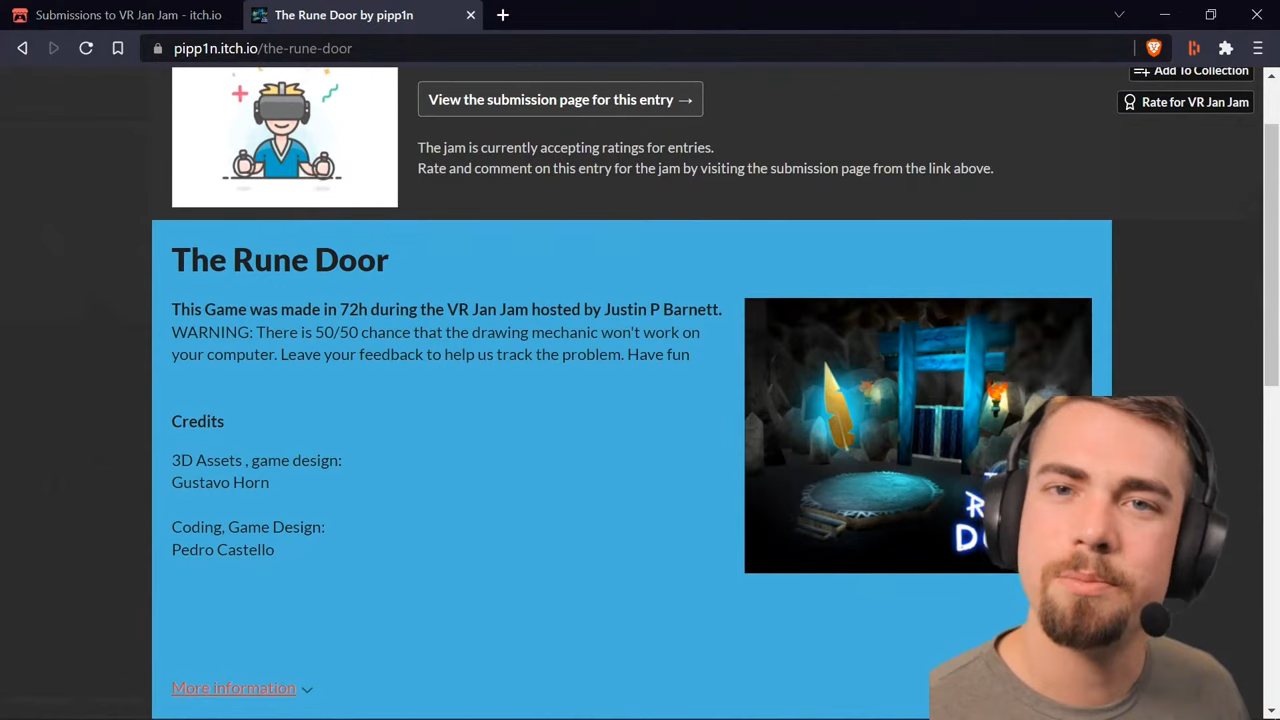 Submissions to VR Jan Jam - itch.io
The Rune Door by pipp1n
pipp1n.itch.io/the-rune-door
Add To Collection
View the submission page for this entry →
Rate for VR Jan Jam
The jam is currently accepting ratings for entries.
Rate and comment on this entry for the jam by visiting the submission page from the link above.
The Rune Door
This Game was made in 72h during the VR Jan Jam hosted by Justin P Barnett.
WARNING: There is 50/50 chance that the drawing mechanic won't work on
your computer. Leave your feedback to help us track the problem. Have fun
Credits
3D Assets , game design:
Gustavo Horn
Coding, Game Design:
Pedro Castello
More information